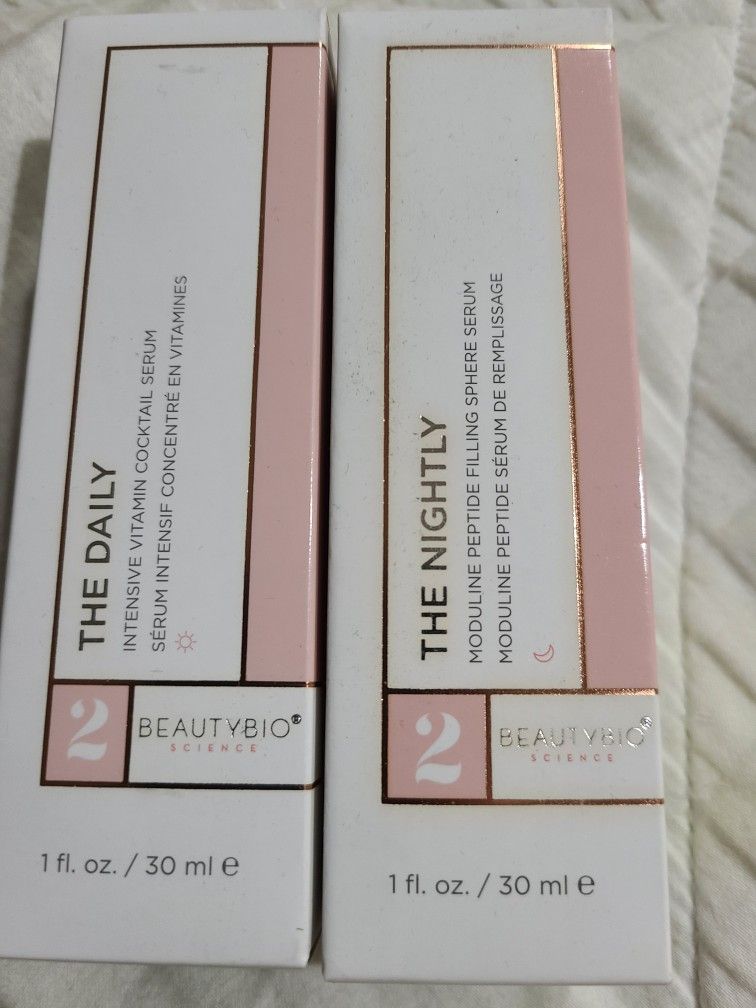 THE DAILY
INTENSIVE VITAMIN COCKTAIL SERUM
SÉRUM INTENSIF CONCENTRÉ EN VITAMINES
2
BEAUTYBIO®
SCIENCE
1 fl. oz. / 30 ml ℮
THE NIGHTLY
MODULINE PEPTIDE FILLING SPHERE SERUM
MODULINE PEPTIDE SÉRUM DE REMPLISSAGE
2
BEAUTYBIO®
SCIENCE
1 fl. oz. / 30 ml ℮